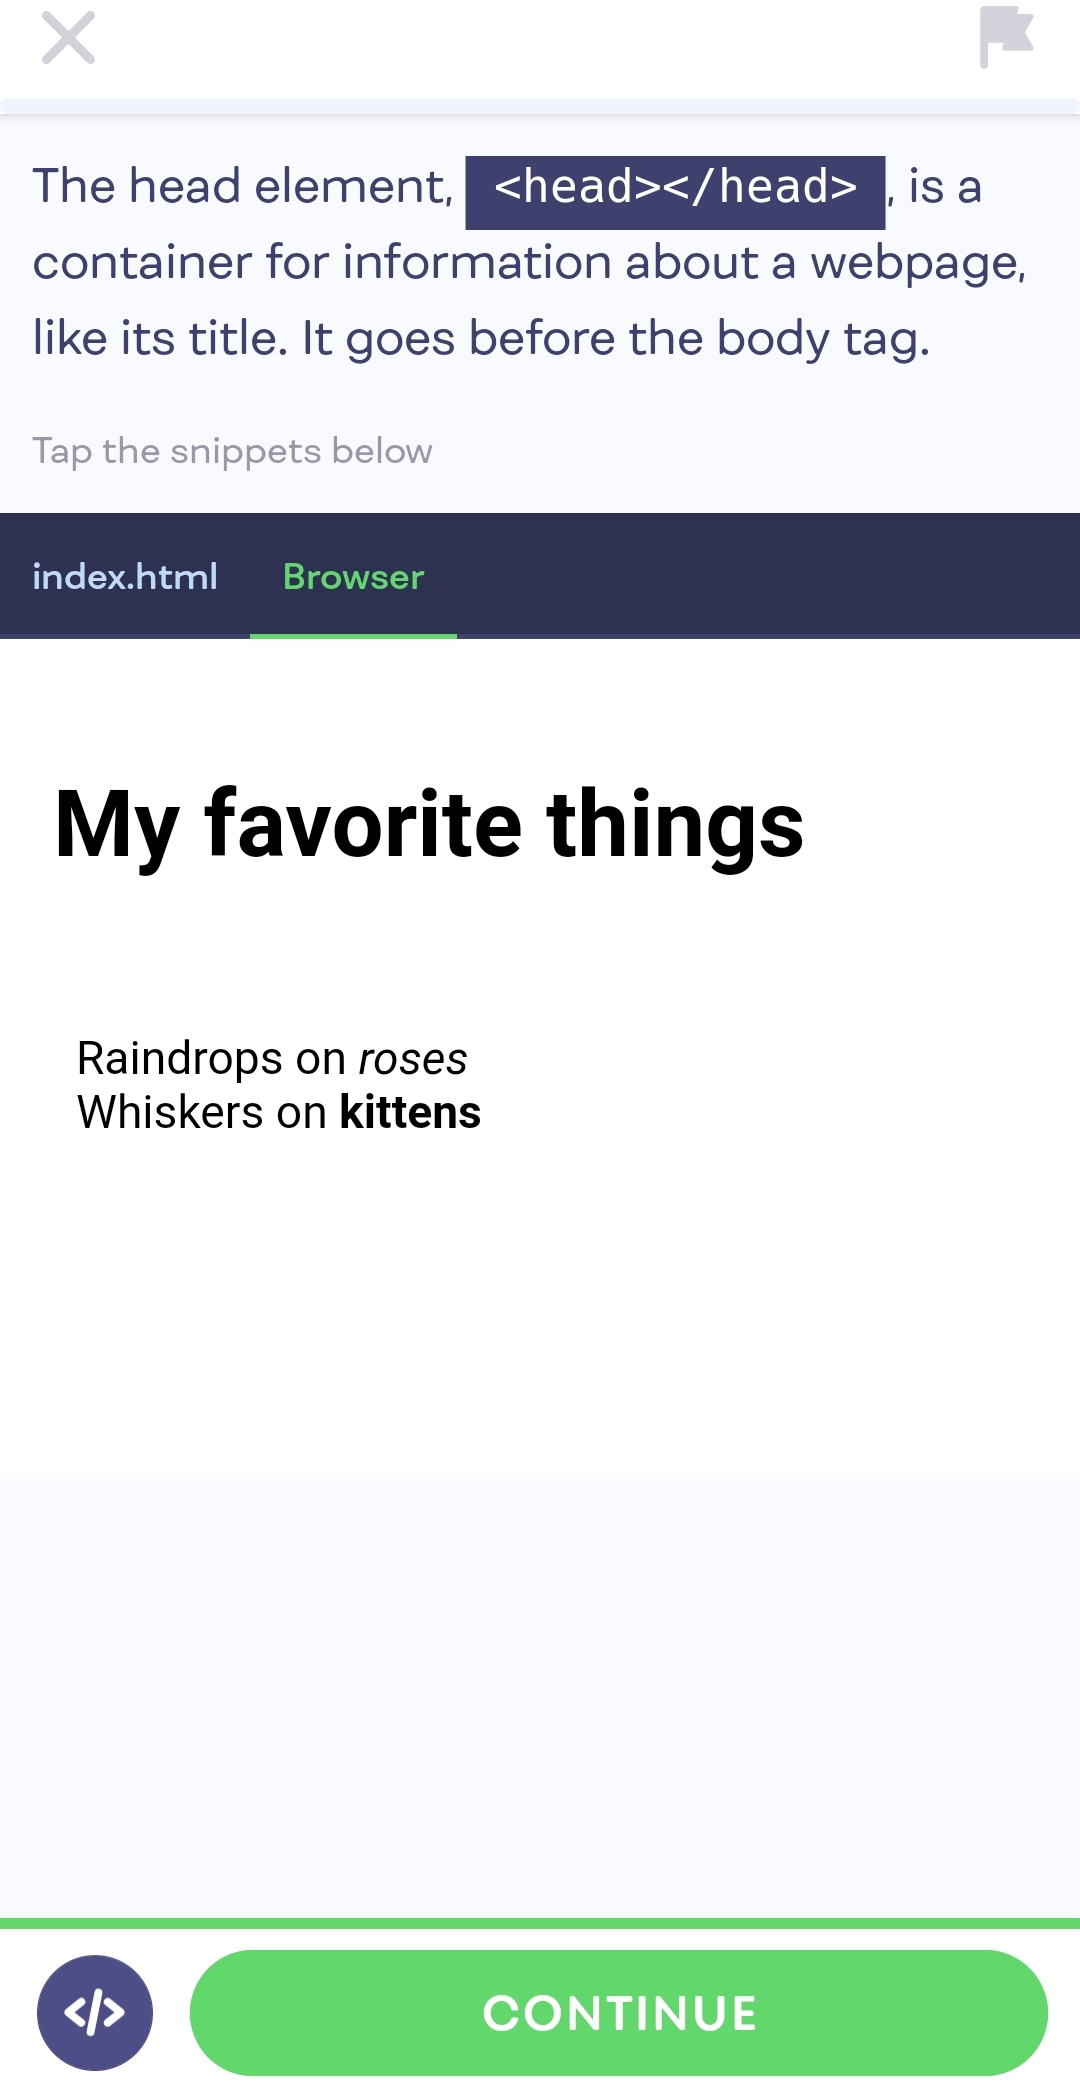 The head element, <head></head>, is a
container for information about a webpage,
like its title. It goes before the body tag.
Tap the snippets below
index.html Browser
My favorite things
Raindrops on roses
Whiskers on kittens
</> CONTINUE